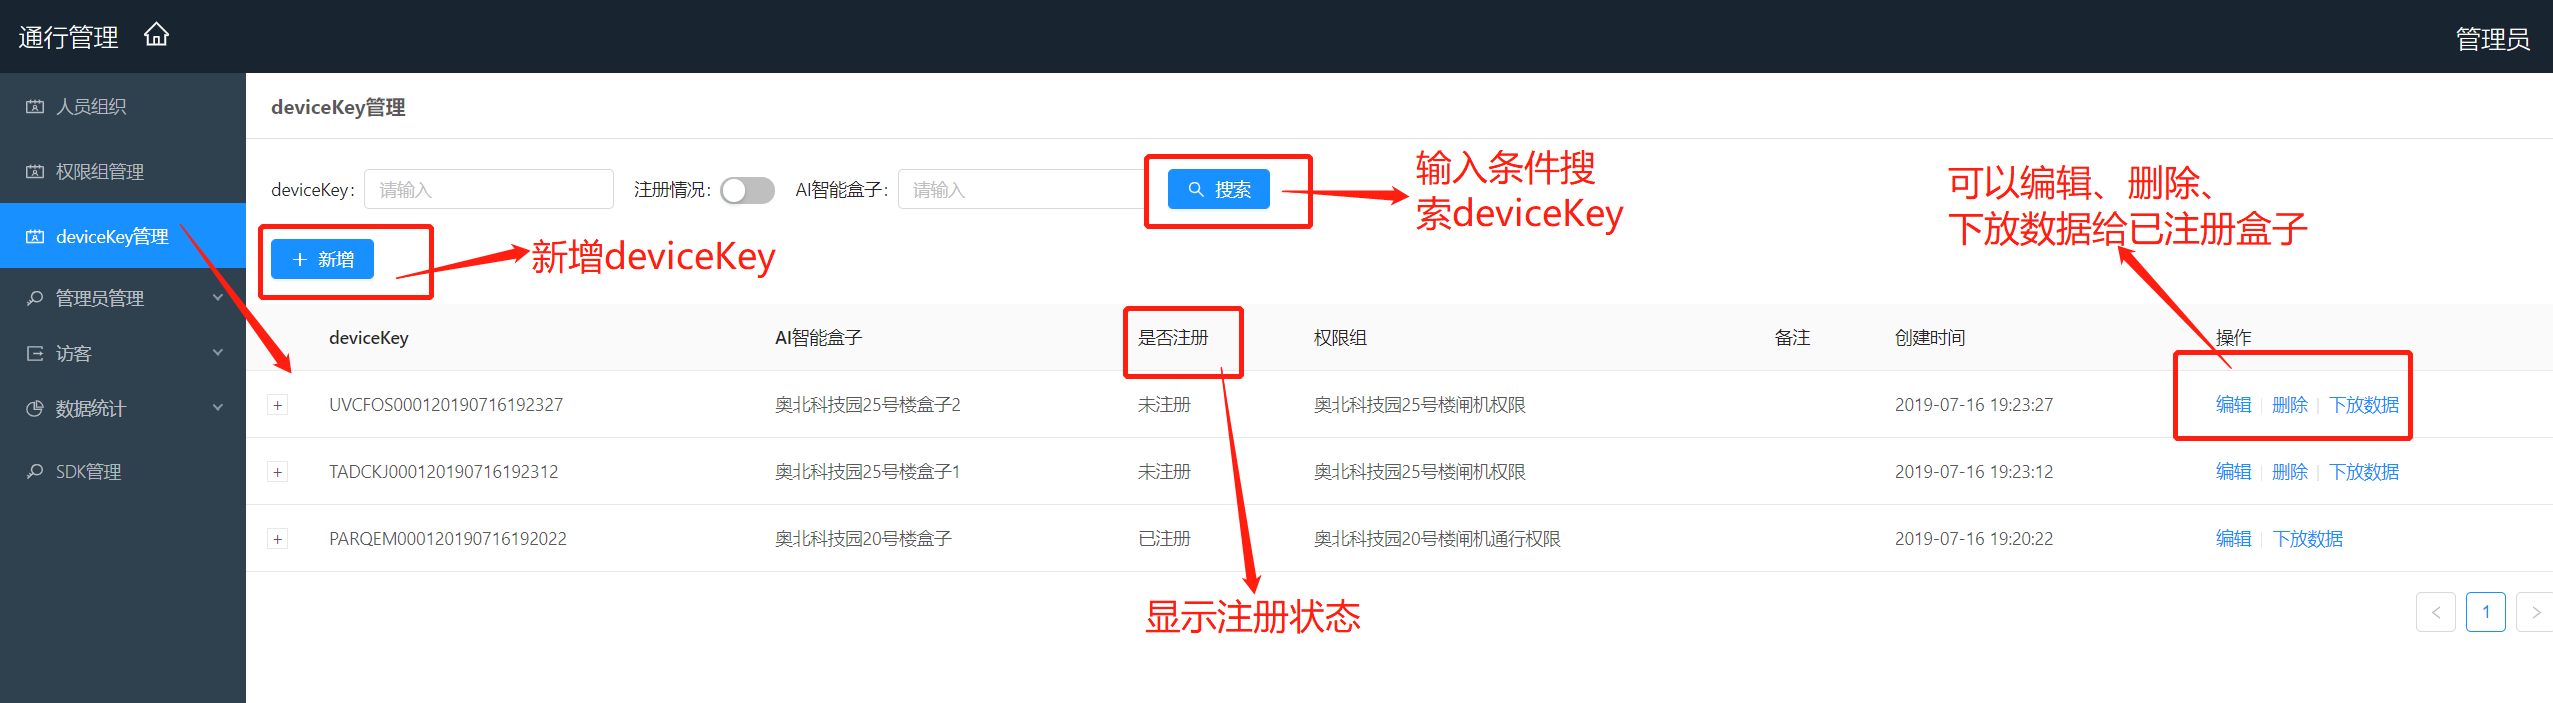 通行管理
管理员
人员组织
权限组管理
deviceKey管理
管理员管理
访客
数据统计
SDK管理
deviceKey管理
deviceKey: 请输入 注册情况: AI智能盒子: 请输入 搜索
输入条件搜
索deviceKey
可以编辑、删除、
下放数据给已注册盒子
+ 新增
新增deviceKey
deviceKey AI智能盒子 是否注册 权限组 备注 创建时间 操作
+ UVCFOS000120190716192327 奥北科技园25号楼盒子2 未注册 奥北科技园25号楼闸机权限 2019-07-16 19:23:27 编辑 | 删除 | 下放数据
+ TADCKJ000120190716192312 奥北科技园25号楼盒子1 未注册 奥北科技园25号楼闸机权限 2019-07-16 19:23:12 编辑 | 删除 | 下放数据
+ PARQEM000120190716192022 奥北科技园20号楼盒子 已注册 奥北科技园20号楼闸机通行权限 2019-07-16 19:20:22 编辑 | 下放数据
显示注册状态
< 1 >